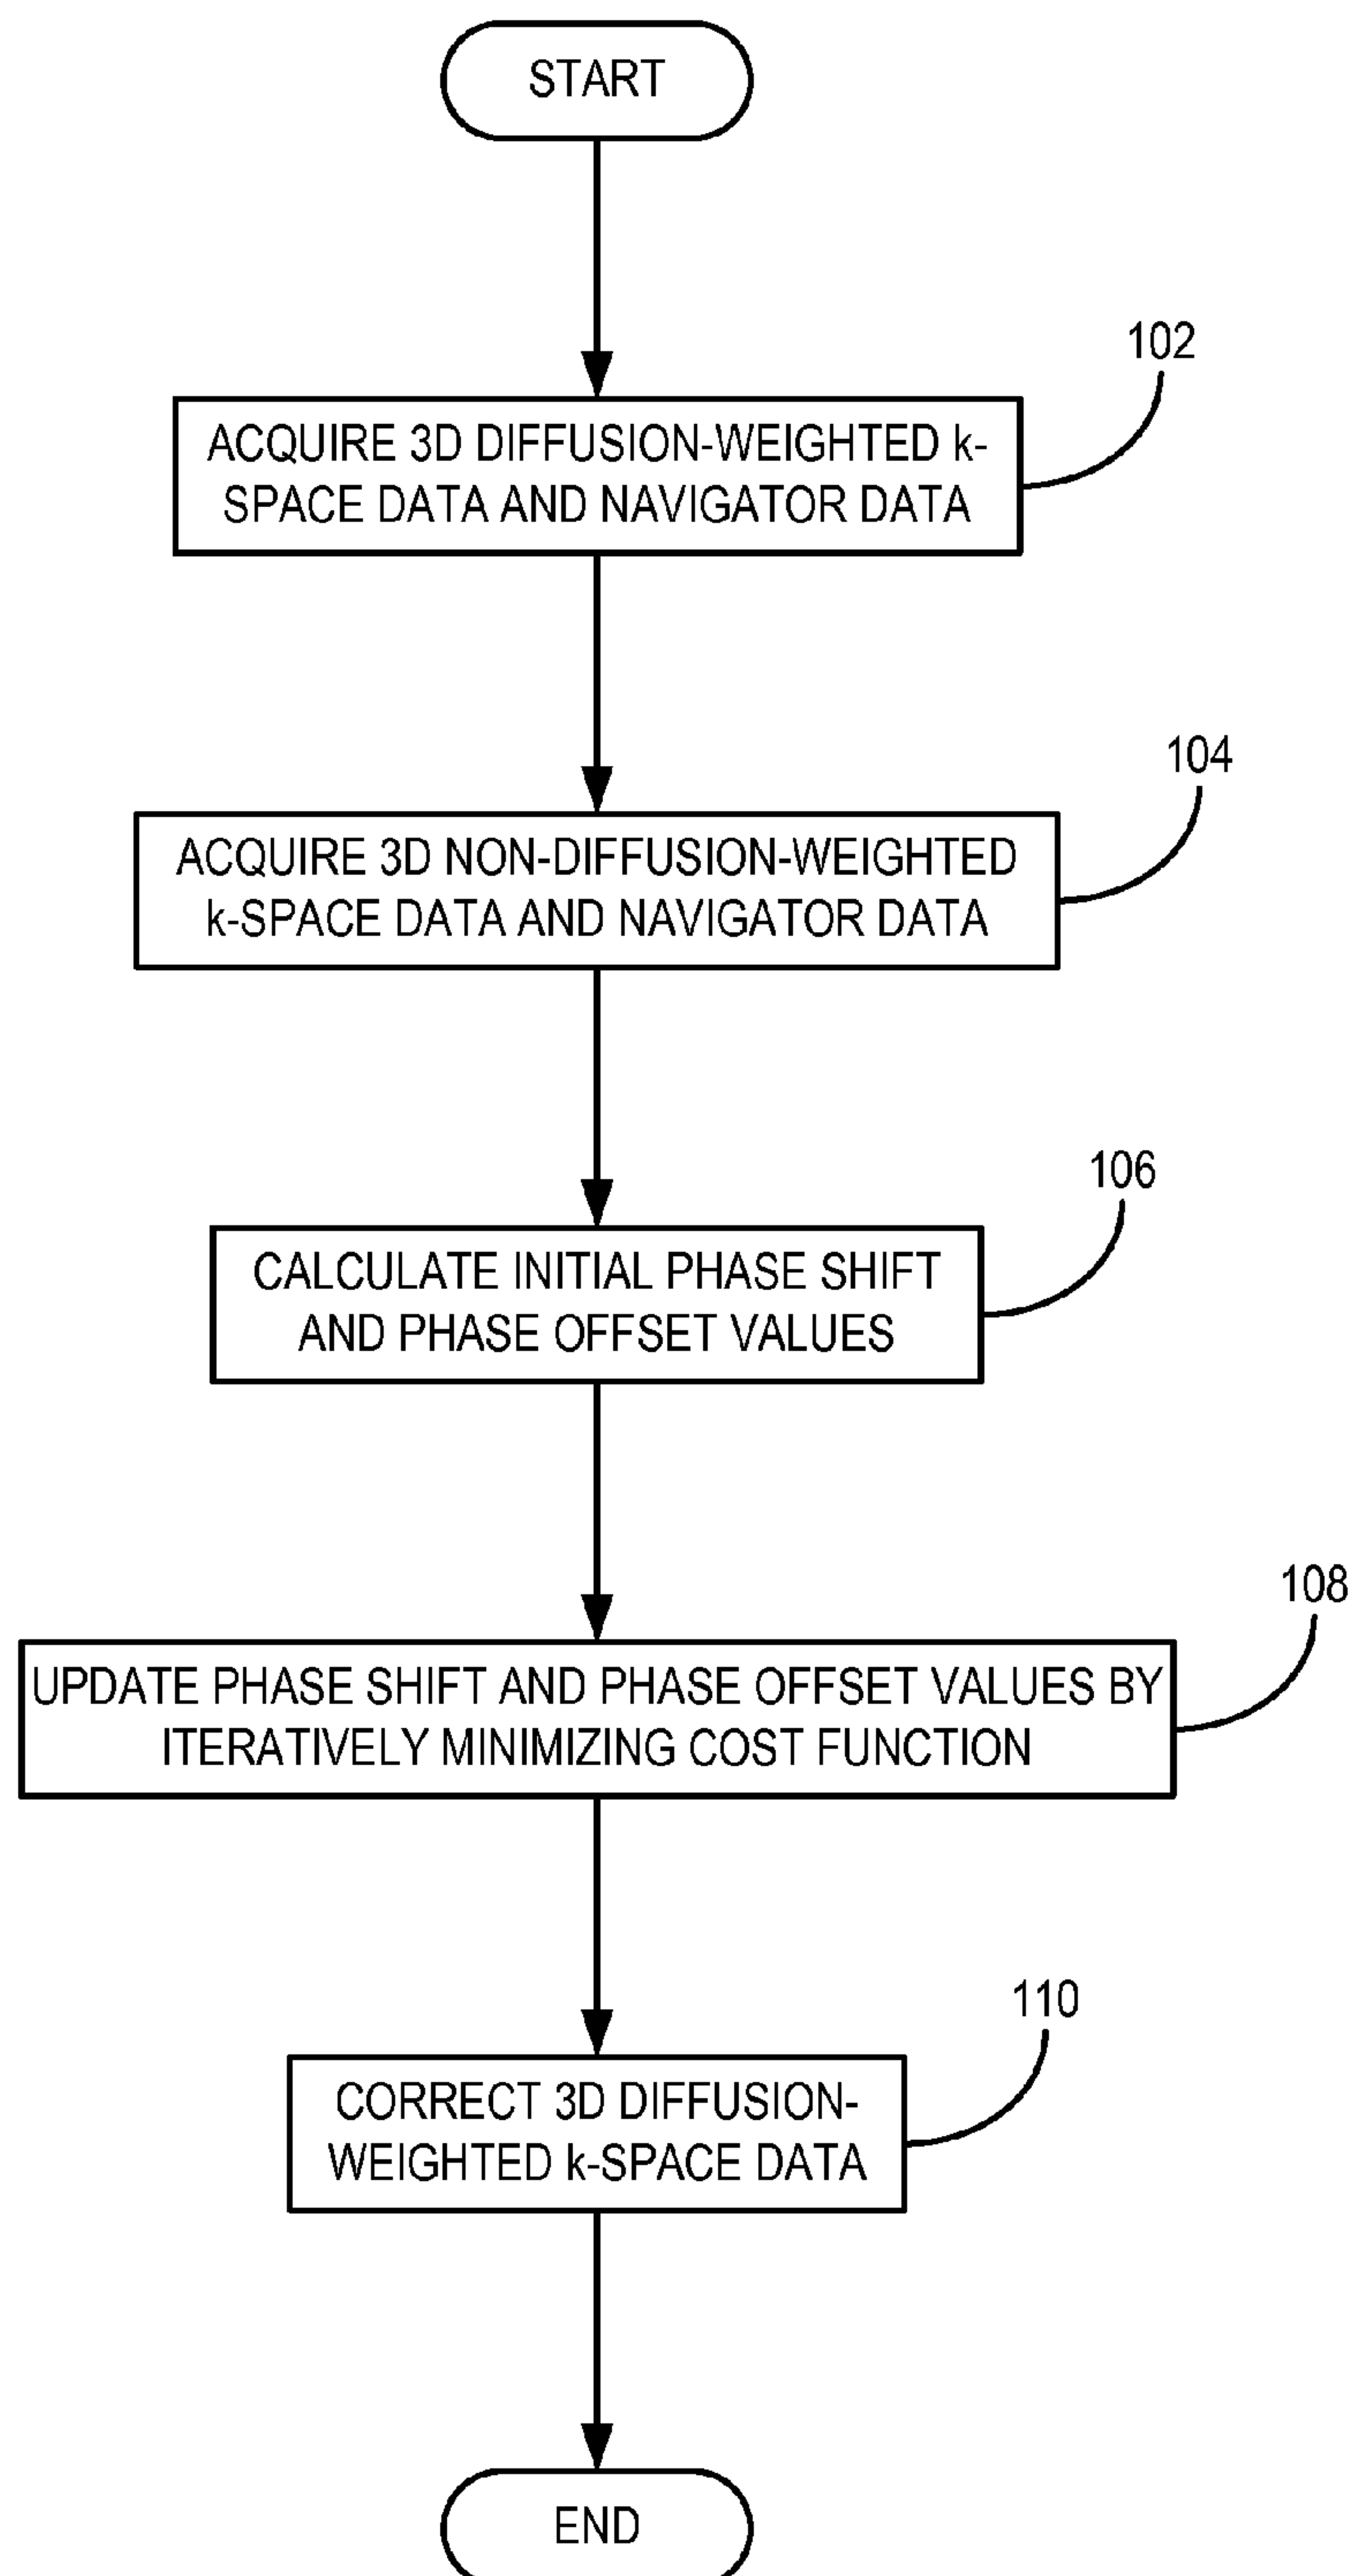 START
102
ACQUIRE 3D DIFFUSION-WEIGHTED k-
SPACE DATA AND NAVIGATOR DATA
104
ACQUIRE 3D NON-DIFFUSION-WEIGHTED
k-SPACE DATA AND NAVIGATOR DATA
106
CALCULATE INITIAL PHASE SHIFT
AND PHASE OFFSET VALUES
108
UPDATE PHASE SHIFT AND PHASE OFFSET VALUES BY
ITERATIVELY MINIMIZING COST FUNCTION
110
CORRECT 3D DIFFUSION-
WEIGHTED k-SPACE DATA
END